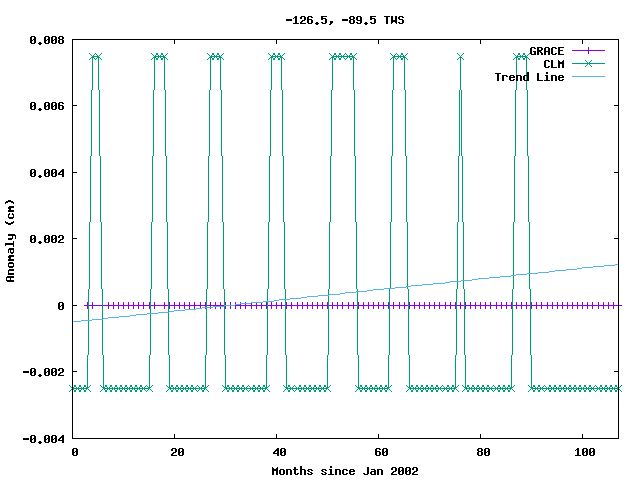 -126.5, -89.5 TWS
GRACE
CLM
Trend Line
0.008
0.006
0.004
0.002
0
-0.002
-0.004
Anomaly (cm)
0 20 40 60 80 100
Months since Jan 2002